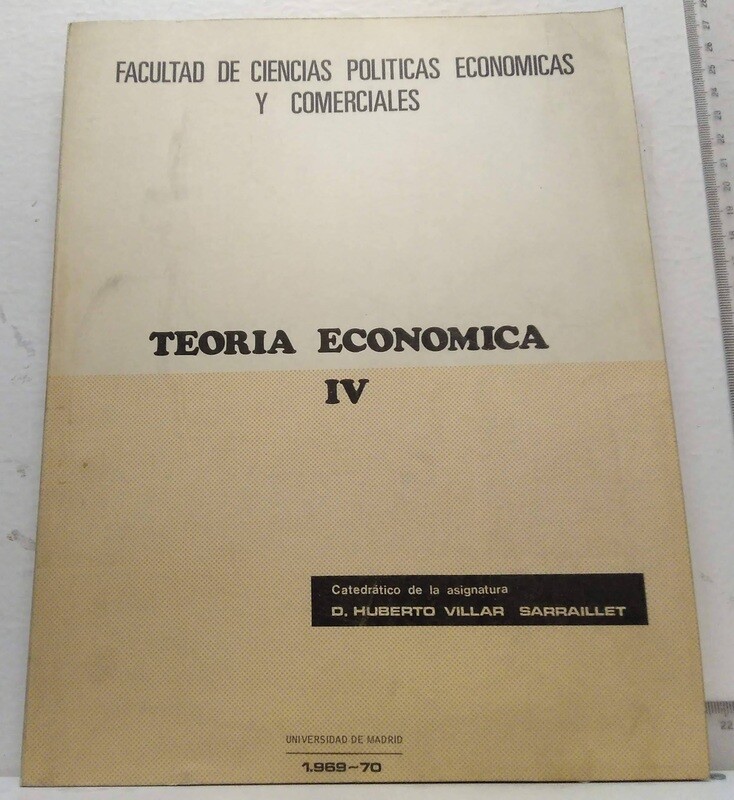 FACULTAD DE CIENCIAS POLITICAS ECONOMICAS
Y COMERCIALES
TEORIA ECONOMICA
IV
Catedrático de la asignatura
D. HUBERTO VILLAR SARRAILLET
UNIVERSIDAD DE MADRID
1.969-70
22